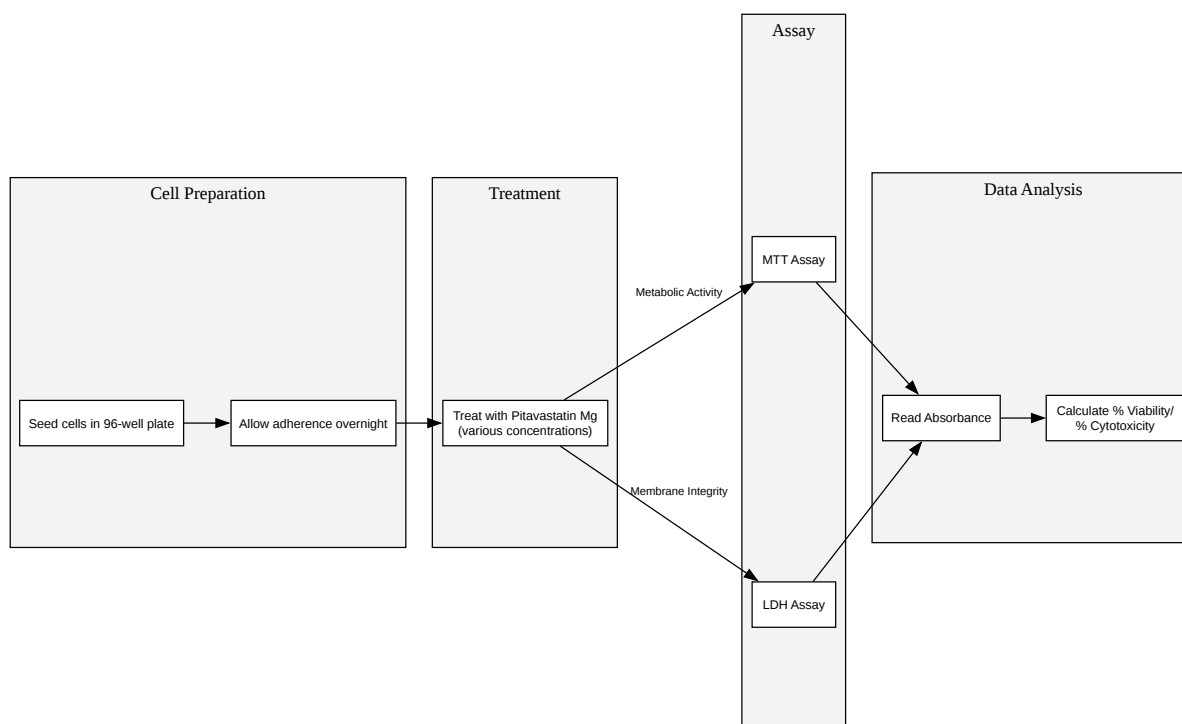 Cell Preparation
Seed cells in 96-well plate
Allow adherence overnight
Treatment
Treat with Pitavastatin Mg
(various concentrations)
Metabolic Activity
Membrane Integrity
Assay
MTT Assay
LDH Assay
Data Analysis
Read Absorbance
Calculate % Viability/
% Cytotoxicity